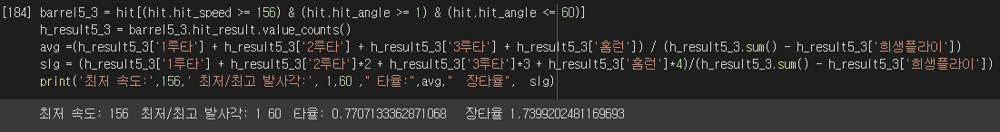 [184] barrel5_3 = hit[(hit.hit_speed >= 156) & (hit.hit_angle >= 1) & (hit.hit_angle <= 60)]
h_result5_3 = barrel5_3.hit_result.value_counts()
avg =(h_result5_3['1루타'] + h_result5_3['2루타'] + h_result5_3['3루타'] + h_result5_3['홈런']) / (h_result5_3.sum() - h_result5_3['희생플라이'])
slg = (h_result5_3['1루타'] + h_result5_3['2루타']*2 + h_result5_3['3루타']*3 + h_result5_3['홈런']*4)/(h_result5_3.sum() - h_result5_3['희생플라이'])
print('최저 속도:',156,' 최저/최고 발사각:', 1,60 ," 타율:",avg,"  장타율",  slg)
최저 속도: 156  최저/최고 발사각: 1 60  타율: 0.7707133362871068   장타율 1.7399202481169693